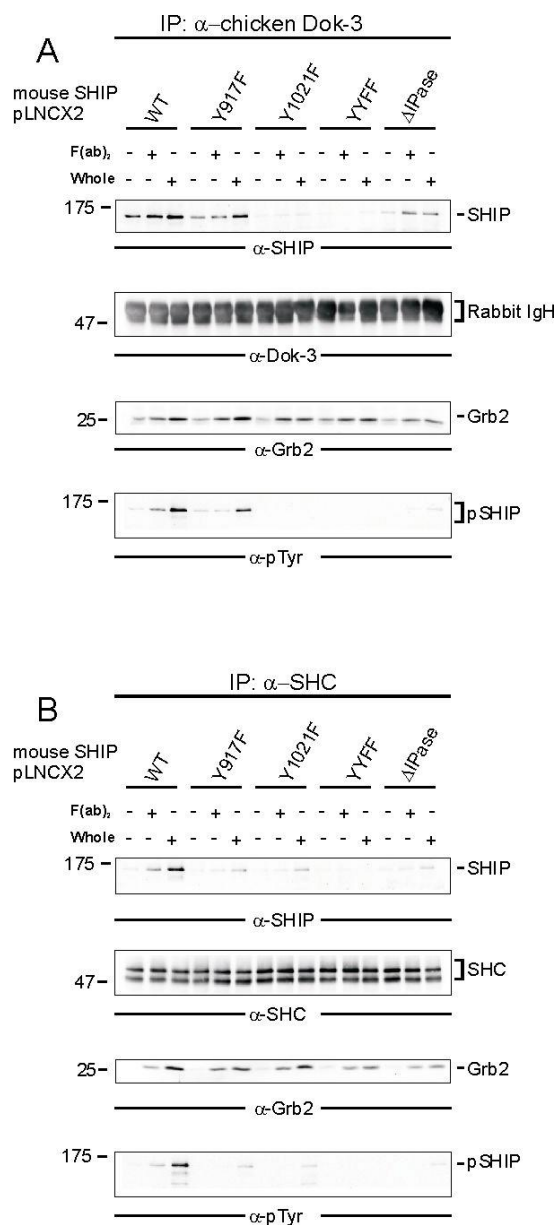 IP: α–chicken Dok-3
A
mouse SHIP
pLNCX2
WT Y917F Y1021F YYFF ΔIPase
F(ab)₂ - + - - + - - + - - + - - + -
Whole - - + - - + - - + - - + - - +
175 SHIP
α-SHIP
47 Rabbit IgH
α-Dok-3
25 Grb2
α-Grb2
175 pSHIP
α-pTyr
IP: α–SHC
B
mouse SHIP
pLNCX2
WT Y917F Y1021F YYFF ΔIPase
F(ab)₂ - + - - + - - + - - + - - + -
Whole - - + - - + - - + - - + - - +
175 SHIP
α-SHIP
47 SHC
α-SHC
25 Grb2
α-Grb2
175 pSHIP
α-pTyr